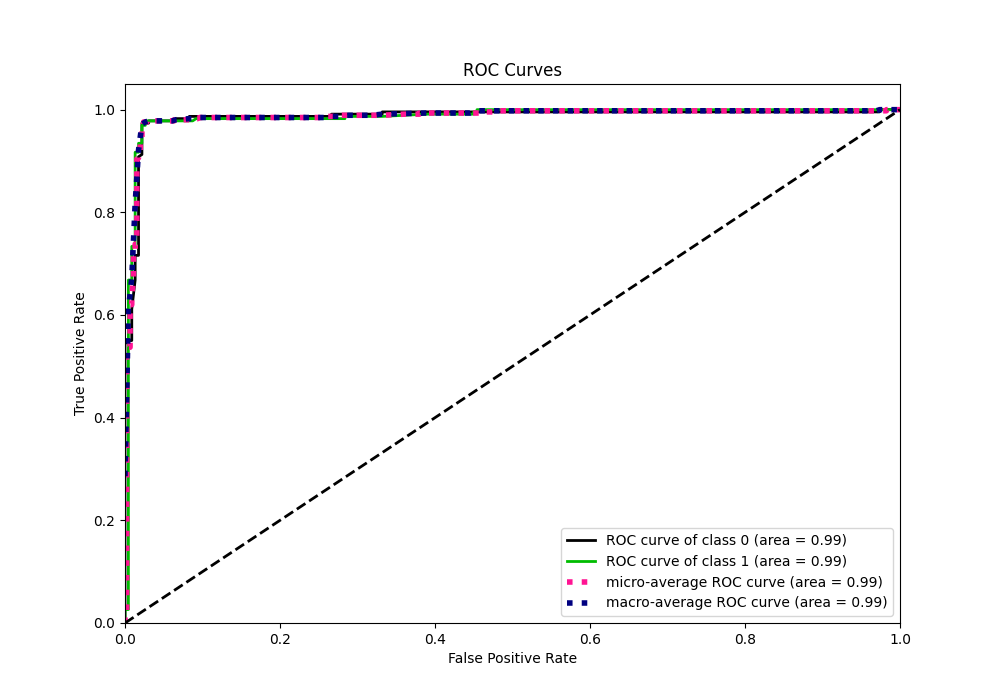 ROC Curves
True Positive Rate
1.0
0.8
0.6
0.4
0.2
0.0
ROC curve of class 0 (area = 0.99)
ROC curve of class 1 (area = 0.99)
micro-average ROC curve (area = 0.99)
macro-average ROC curve (area = 0.99)
0.0 0.2 0.4 0.6 0.8 1.0
False Positive Rate